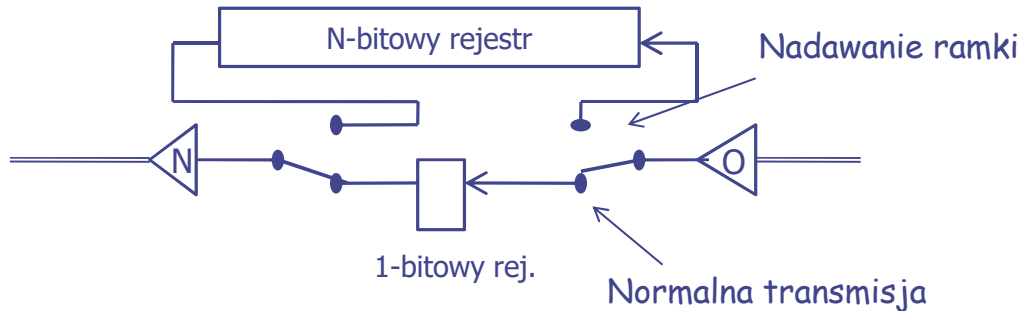 N-bitowy rejestr
Nadawanie ramki
N
O
1-bitowy rej.
Normalna transmisja